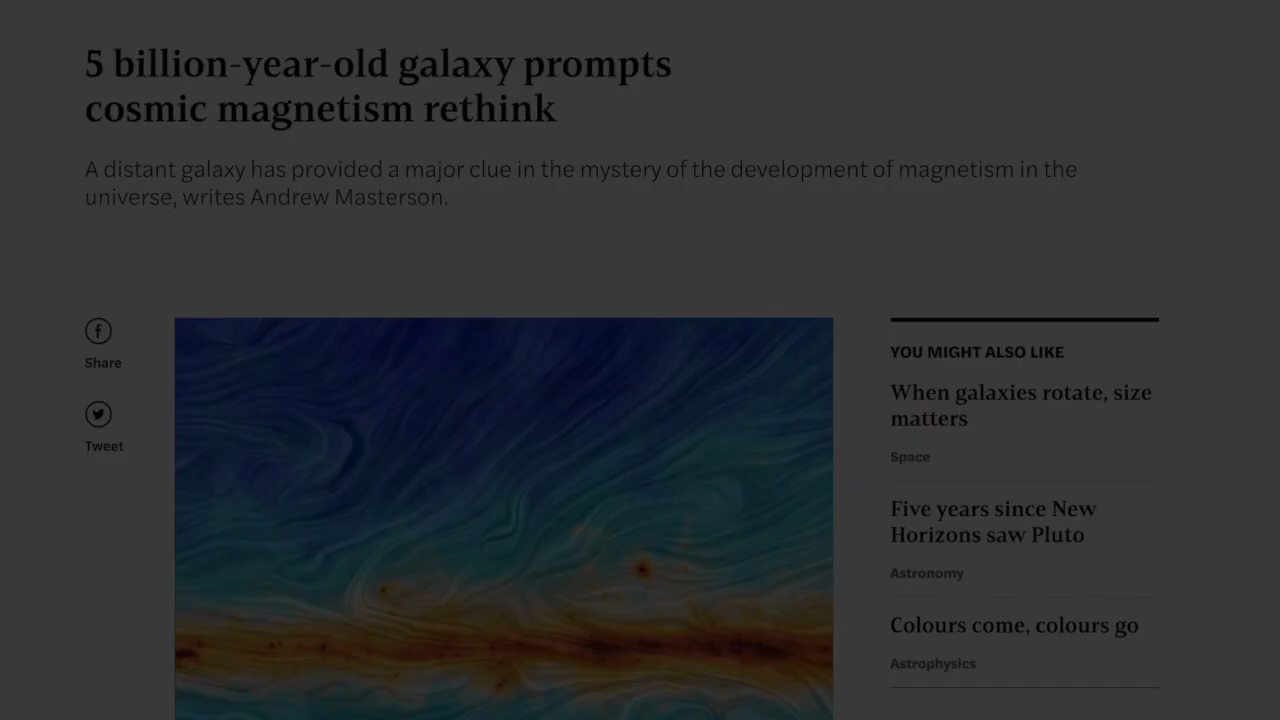 5 billion-year-old galaxy prompts
cosmic magnetism rethink
A distant galaxy has provided a major clue in the mystery of the development of magnetism in the
universe, writes Andrew Masterson.
Share
Tweet
YOU MIGHT ALSO LIKE
When galaxies rotate, size
matters
Space
Five years since New
Horizons saw Pluto
Astronomy
Colours come, colours go
Astrophysics